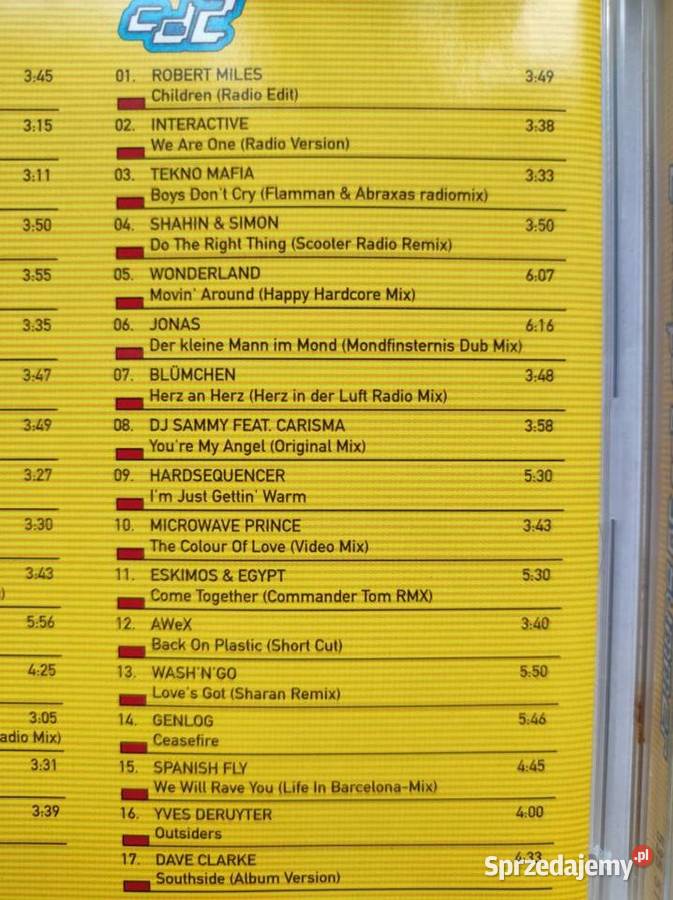 CD2
3:45
3:15
3:11
3:50
3:55
3:35
3:47
3:49
3:27
3:30
3:43
)
5:56
4:25
3:05
adio Mix)
3:31
3:39
01. ROBERT MILES 3:49
Children (Radio Edit)
02. INTERACTIVE 3:38
We Are One (Radio Version)
03. TEKNO MAFIA 3:33
Boys Don't Cry (Flamman & Abraxas radiomix)
04. SHAHIN & SIMON 3:50
Do The Right Thing (Scooter Radio Remix)
05. WONDERLAND 6:07
Movin' Around (Happy Hardcore Mix)
06. JONAS 6:16
Der kleine Mann im Mond (Mondfinsternis Dub Mix)
07. BLÜMCHEN 3:48
Herz an Herz (Herz in der Luft Radio Mix)
08. DJ SAMMY FEAT. CARISMA 3:58
You're My Angel (Original Mix)
09. HARDSEQUENCER 5:30
I'm Just Gettin' Warm
10. MICROWAVE PRINCE 3:43
The Colour Of Love (Video Mix)
11. ESKIMOS & EGYPT 5:30
Come Together (Commander Tom RMX)
12. AWeX 3:40
Back On Plastic (Short Cut)
13. WASH'N'GO 5:50
Love's Got (Sharan Remix)
14. GENLOG 5:46
Ceasefire
15. SPANISH FLY 4:45
We Will Rave You (Life In Barcelona-Mix)
16. YVES DERUYTER 4:00
Outsiders
17. DAVE CLARKE 4:33
Southside (Album Version)
Sprzedajemy.pl